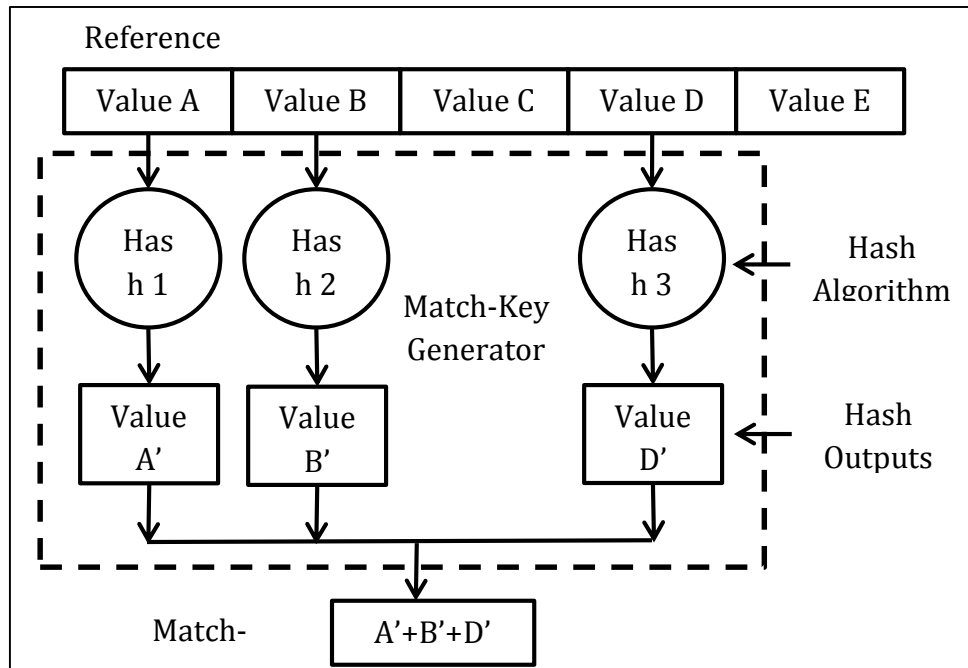 Reference
Value A Value B Value C Value D Value E
Has
h 1
Has
h 2
Has
h 3
Hash
Algorithm
Match-Key
Generator
Value
A’
Value
B’
Value
D’
Hash
Outputs
Match-
A’+B’+D’